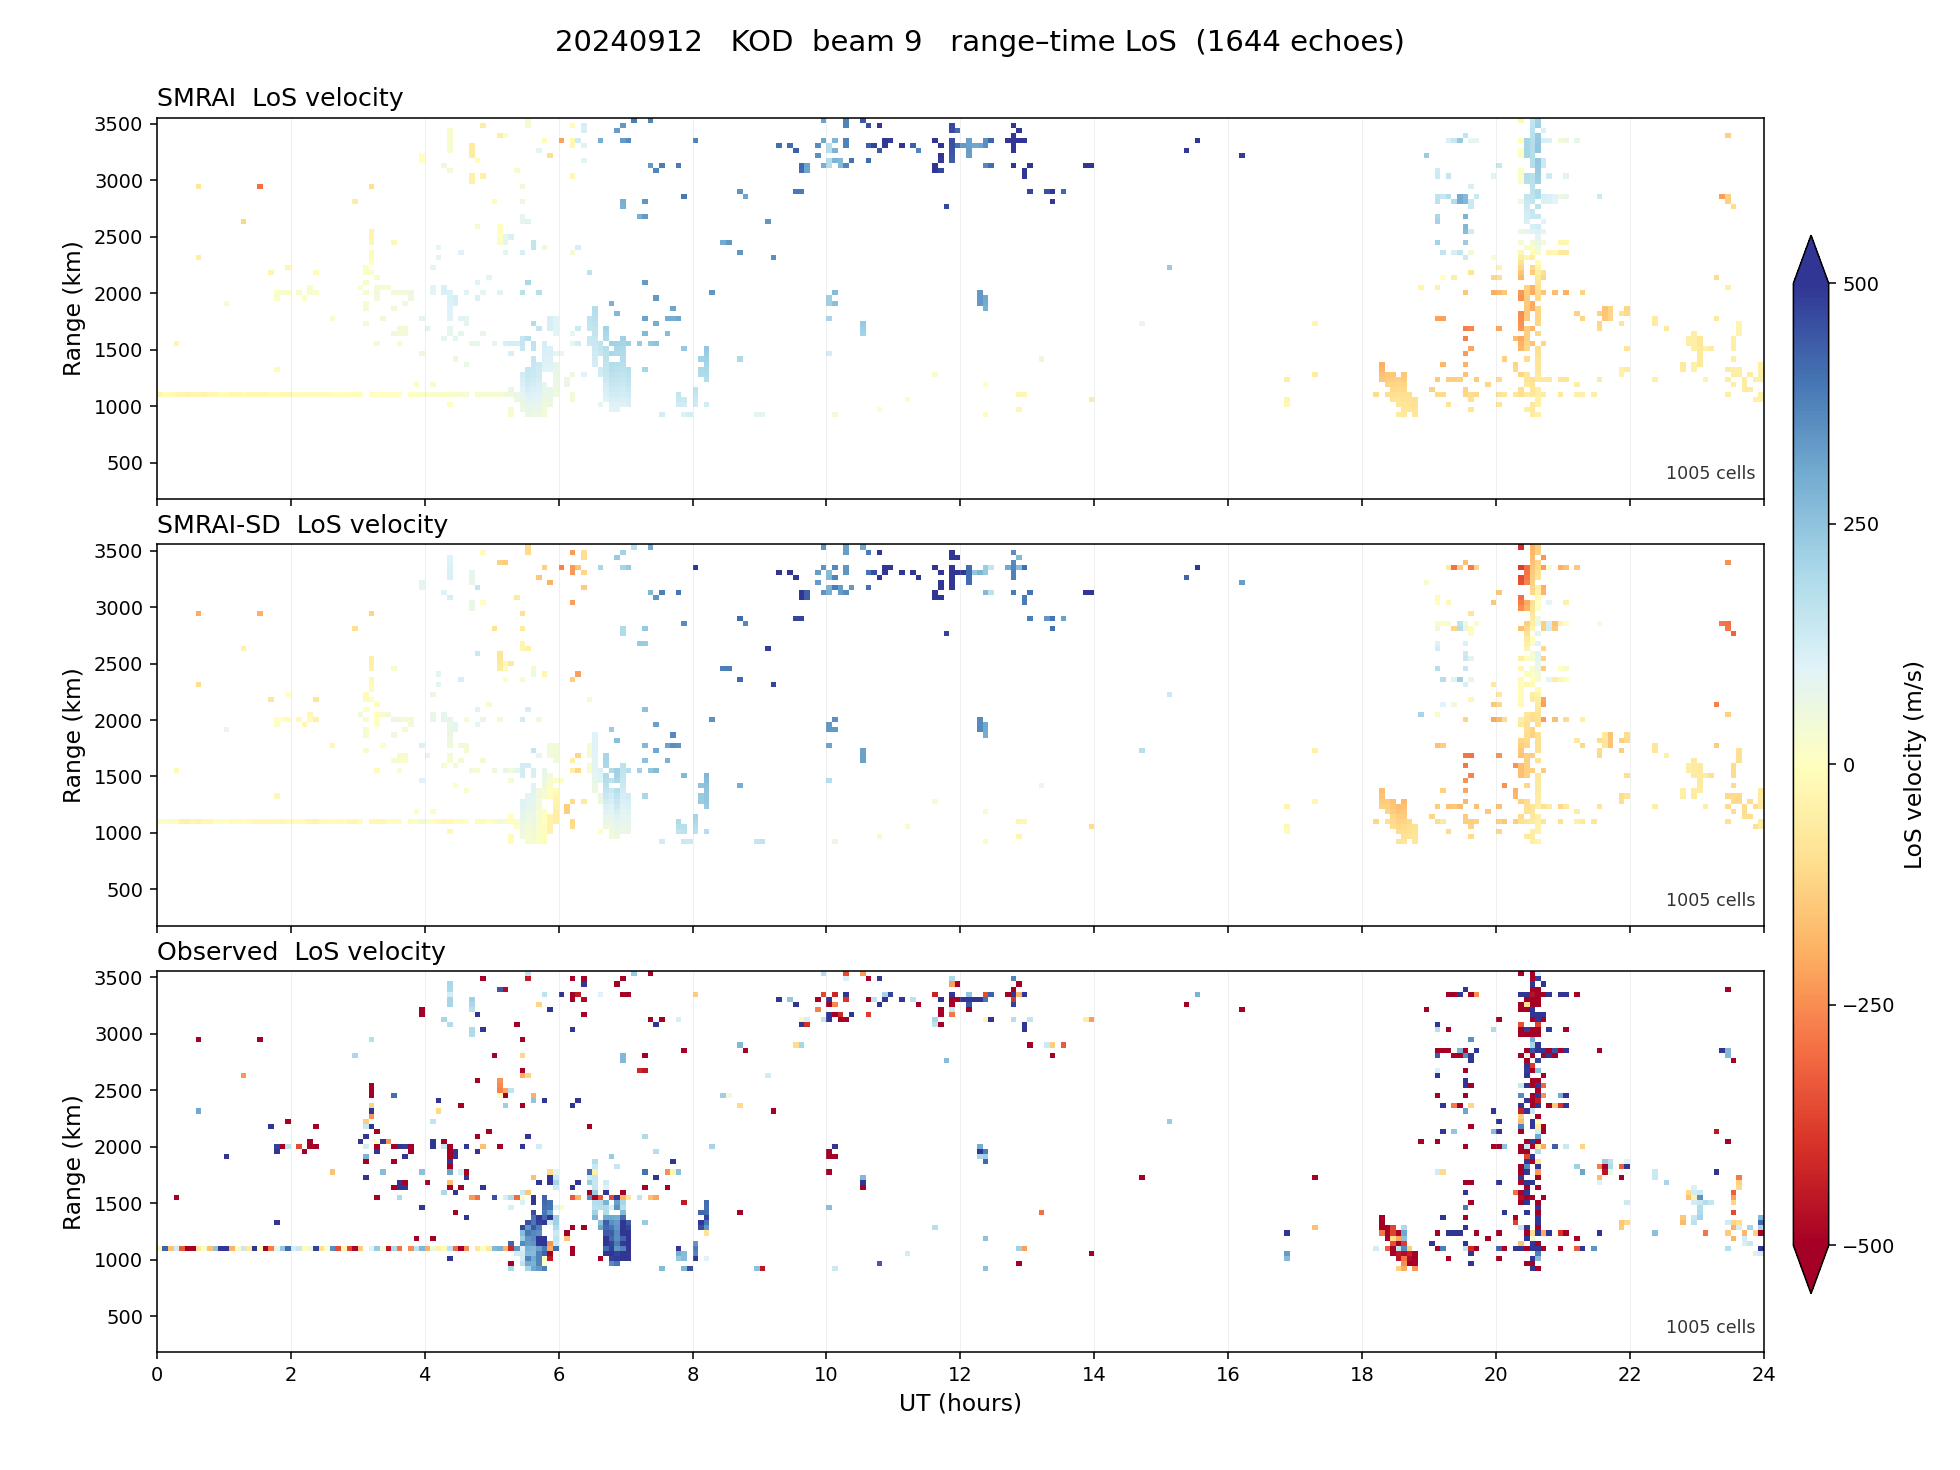 20240912   KOD  beam 9   range–time LoS  (1644 echoes)
SMRAI  LoS velocity
3500
3000
2500
2000
1500
1000
500
Range (km)
1005 cells
SMRAI-SD  LoS velocity
3500
3000
2500
2000
1500
1000
500
Range (km)
1005 cells
Observed  LoS velocity
3500
3000
2500
2000
1500
1000
500
Range (km)
1005 cells
0 2 4 6 8 10 12 14 16 18 20 22 24
UT (hours)
500
250
0
−250
−500
LoS velocity (m/s)